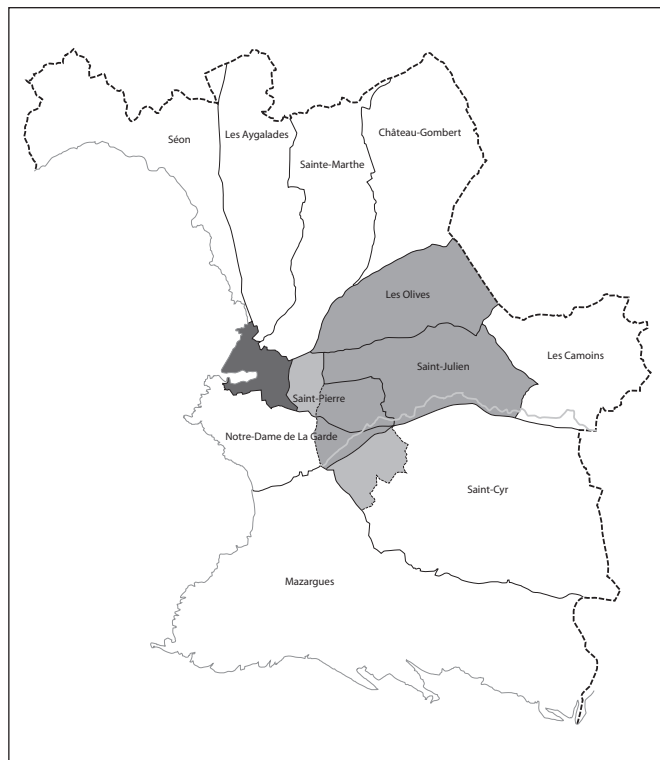 Séon
Les Aygalades
Sainte-Marthe
Château-Gombert
Les Olives
Saint-Julien
Les Camoins
Saint-Pierre
Notre-Dame de La Garde
Saint-Cyr
Mazargues